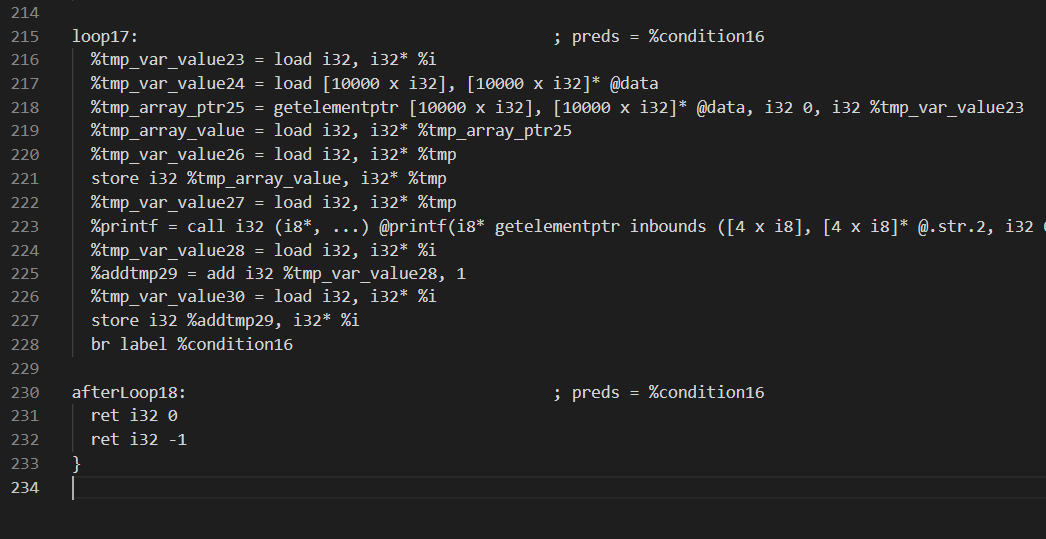 214
215 loop17: ; preds = %condition16
216 %tmp_var_value23 = load i32, i32* %i
217 %tmp_var_value24 = load [10000 x i32], [10000 x i32]* @data
218 %tmp_array_ptr25 = getelementptr [10000 x i32], [10000 x i32]* @data, i32 0, i32 %tmp_var_value23
219 %tmp_array_value = load i32, i32* %tmp_array_ptr25
220 %tmp_var_value26 = load i32, i32* %tmp
221 store i32 %tmp_array_value, i32* %tmp
222 %tmp_var_value27 = load i32, i32* %tmp
223 %printf = call i32 (i8*, ...) @printf(i8* getelementptr inbounds ([4 x i8], [4 x i8]* @.str.2, i32
224 %tmp_var_value28 = load i32, i32* %i
225 %addtmp29 = add i32 %tmp_var_value28, 1
226 %tmp_var_value30 = load i32, i32* %i
227 store i32 %addtmp29, i32* %i
228 br label %condition16
229
230 afterLoop18: ; preds = %condition16
231 ret i32 0
232 ret i32 -1
233 }
234